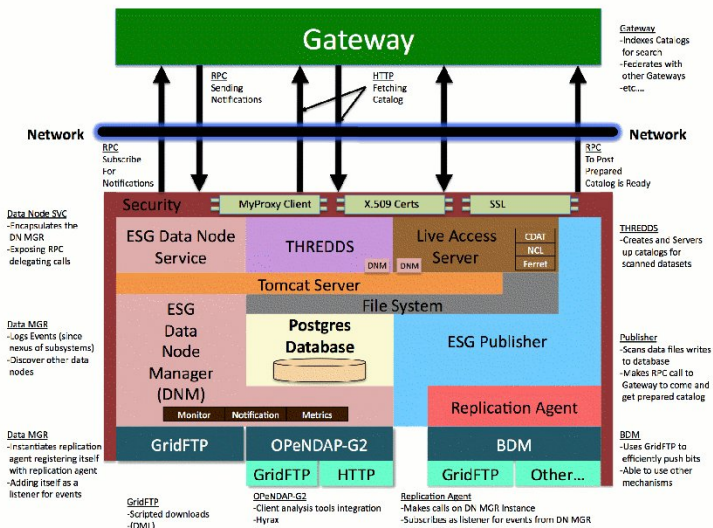 Gateway
Gateway
-Indexes Catalogs
for search
-Federates with
other Gateways
-etc....
RPC
Sending
Notifications
HTTP
Fetching
Catalog
Network
Network
RPC
Subscribe
For
Notifications
RPC
To Post
Prepared
Catalog is Ready
Security
MyProxy Client
X.509 Certs
SSL
Data Node SVC
-Encapsulates the
DN MGR
-Exposing RPC
delegating calls
ESG Data Node
Service
THREDDS
Live Access
Server
CDAT
NCL
Ferret
DNM
DNM
THREDDS
-Creates and Servers
up catalogs for
scanned datasets
Tomcat Server
File System
Data MGR
-Logs Events (since
nexus of subsystems)
-Discover other data
nodes
ESG
Data
Node
Manager
(DNM)
Postgres
Database
ESG Publisher
Publisher
-Scans data files writes
to database
-Makes RPC call to
Gateway to come and
get prepared catalog
Monitor
Notification
Metrics
Replication Agent
Data MGR
-Instantiates replication
agent registering itself
with replication agent
-Adding itself as a
listener for events
GridFTP
OPeNDAP-G2
BDM
GridFTP
HTTP
GridFTP
Other...
BDM
-Uses GridFTP to
efficiently push bits
-Able to use other
mechanisms
GridFTP
-Scripted downloads
-(DML)
OPeNDAP-G2
-Client analysis tools integration
-Hyrax
Replication Agent
-Makes calls on DN MGR Instance
-Subscribes as listener for events from DN MGR